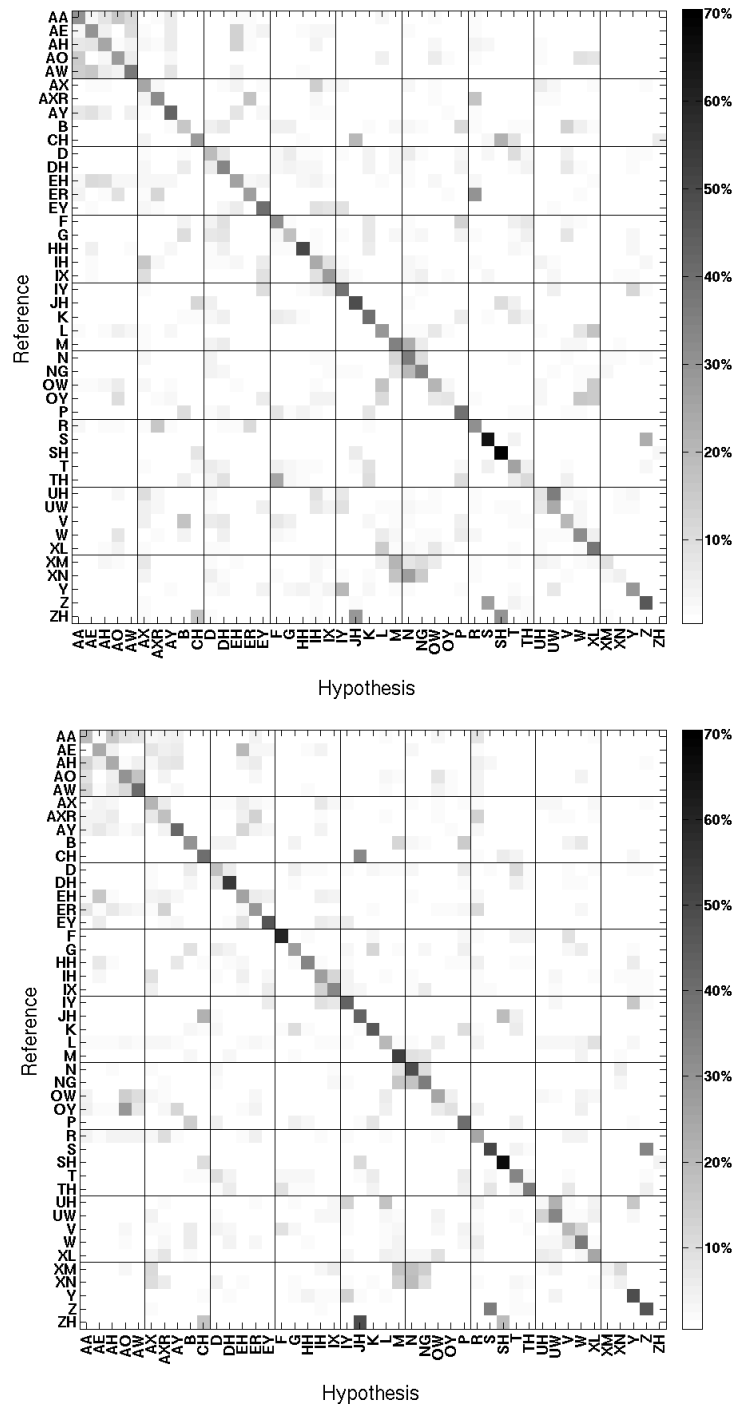 AA
AE
AH
AO
AW
AX
AXR
AY
B
CH
D
DH
EH
ER
EY
F
G
HH
IH
IX
IY
JH
K
L
M
N
NG
OW
OY
P
R
S
SH
T
TH
UH
UW
V
W
XL
XM
XN
Y
Z
ZH
Reference
AA AE AH AO AW AX AXR AY B CH D DH EH ER EY F G HH IH IX IY JH K L M N NG OW OY P R S SH T TH UH UW V W XL XM XN Y Z ZH
Hypothesis
70%
60%
50%
40%
30%
20%
10%
AA
AE
AH
AO
AW
AX
AXR
AY
B
CH
D
DH
EH
ER
EY
F
G
HH
IH
IX
IY
JH
K
L
M
N
NG
OW
OY
P
R
S
SH
T
TH
UH
UW
V
W
XL
XM
XN
Y
Z
ZH
Reference
AA AE AH AO AW AX AXR AY B CH D DH EH ER EY F G HH IH IX IY JH K L M N NG OW OY P R S SH T TH UH UW V W XL XM XN Y Z ZH
Hypothesis
70%
60%
50%
40%
30%
20%
10%